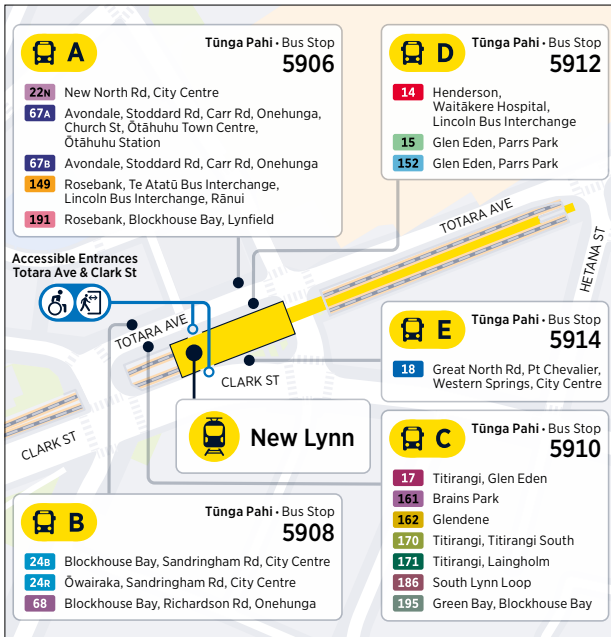 A
Tūnga Pahi • Bus Stop
5906
22N New North Rd, City Centre
67A Avondale, Stoddard Rd, Carr Rd, Onehunga,
Church St, Ōtāhuhu Town Centre,
Ōtāhuhu Station
67B Avondale, Stoddard Rd, Carr Rd, Onehunga
149 Rosebank, Te Atatū Bus Interchange,
Lincoln Bus Interchange, Rānui
191 Rosebank, Blockhouse Bay, Lynfield
D
Tūnga Pahi • Bus Stop
5912
14 Henderson,
Waitākere Hospital,
Lincoln Bus Interchange
15 Glen Eden, Parrs Park
152 Glen Eden, Parrs Park
TOTARA AVE
HETANA ST
Accessible Entrances
Totara Ave & Clark St
TOTARA AVE
CLARK ST
CLARK ST
New Lynn
E
Tūnga Pahi • Bus Stop
5914
18 Great North Rd, Pt Chevalier,
Western Springs, City Centre
C
Tūnga Pahi • Bus Stop
5910
17 Titirangi, Glen Eden
161 Brains Park
162 Glendene
170 Titirangi, Titirangi South
171 Titirangi, Laingholm
186 South Lynn Loop
195 Green Bay, Blockhouse Bay
B
Tūnga Pahi • Bus Stop
5908
24B Blockhouse Bay, Sandringham Rd, City Centre
24R Ōwairaka, Sandringham Rd, City Centre
68 Blockhouse Bay, Richardson Rd, Onehunga